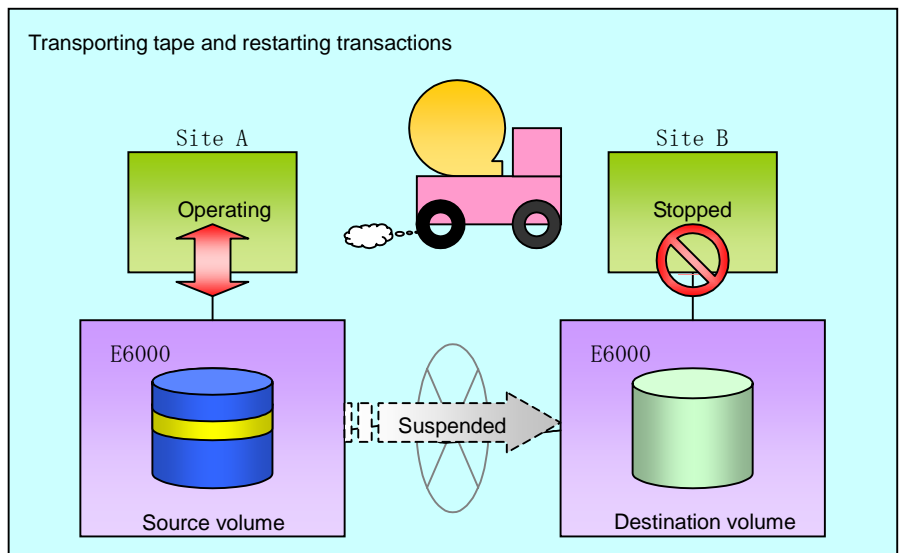 Transporting tape and restarting transactions
Site A
Site B
Operating
Stopped
E6000
E6000
Suspended
Source volume
Destination volume